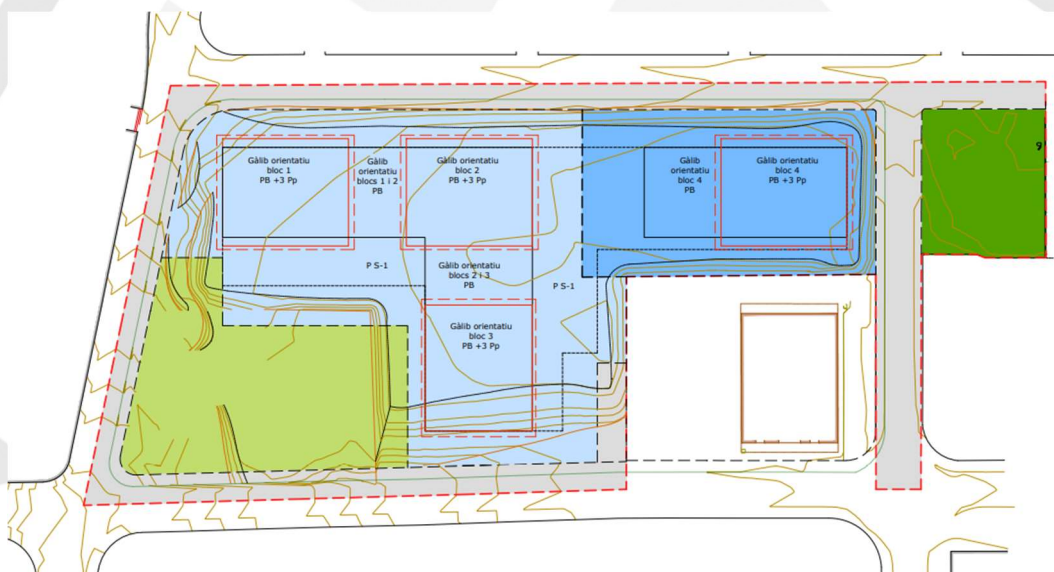 Gàlib orientatiu
bloc 1
PB +3 Pp
Gàlib
orientatiu
blocs 1 i 2
PB
Gàlib orientatiu
bloc 2
PB +3 Pp
Gàlib
orientatiu
bloc 4
PB
Gàlib orientatiu
bloc 4
PB +3 Pp
9
P S-1
Gàlib orientatiu
blocs 2 i 3
PB
P S-1
Gàlib orientatiu
bloc 3
PB +3 Pp